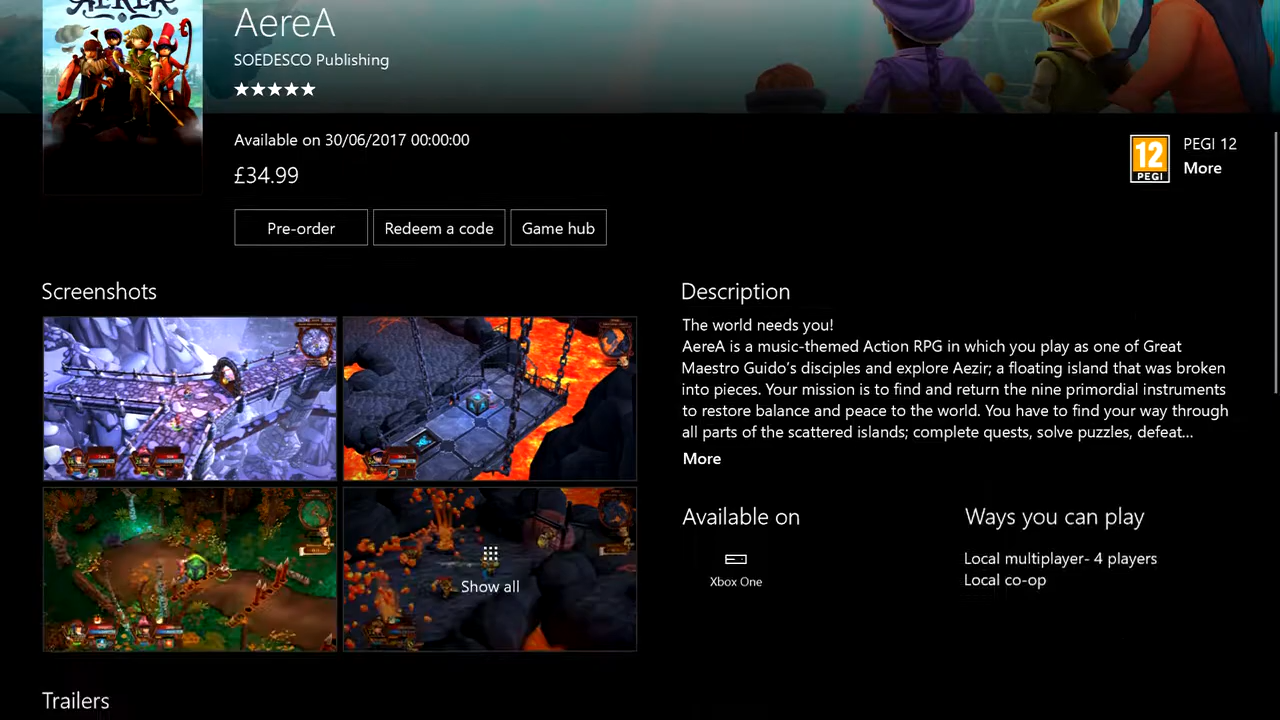 AEREA
AereA
SOEDESCO Publishing
Available on 30/06/2017 00:00:00
£34.99
12
PEGI
PEGI 12
More
Pre-order
Redeem a code
Game hub
Screenshots
Show all
Description
The world needs you!
AereA is a music-themed Action RPG in which you play as one of Great
Maestro Guido’s disciples and explore Aezir; a floating island that was broken
into pieces. Your mission is to find and return the nine primordial instruments
to restore balance and peace to the world. You have to find your way through
all parts of the scattered islands; complete quests, solve puzzles, defeat...
More
Available on
Xbox One
Ways you can play
Local multiplayer- 4 players
Local co-op
Trailers